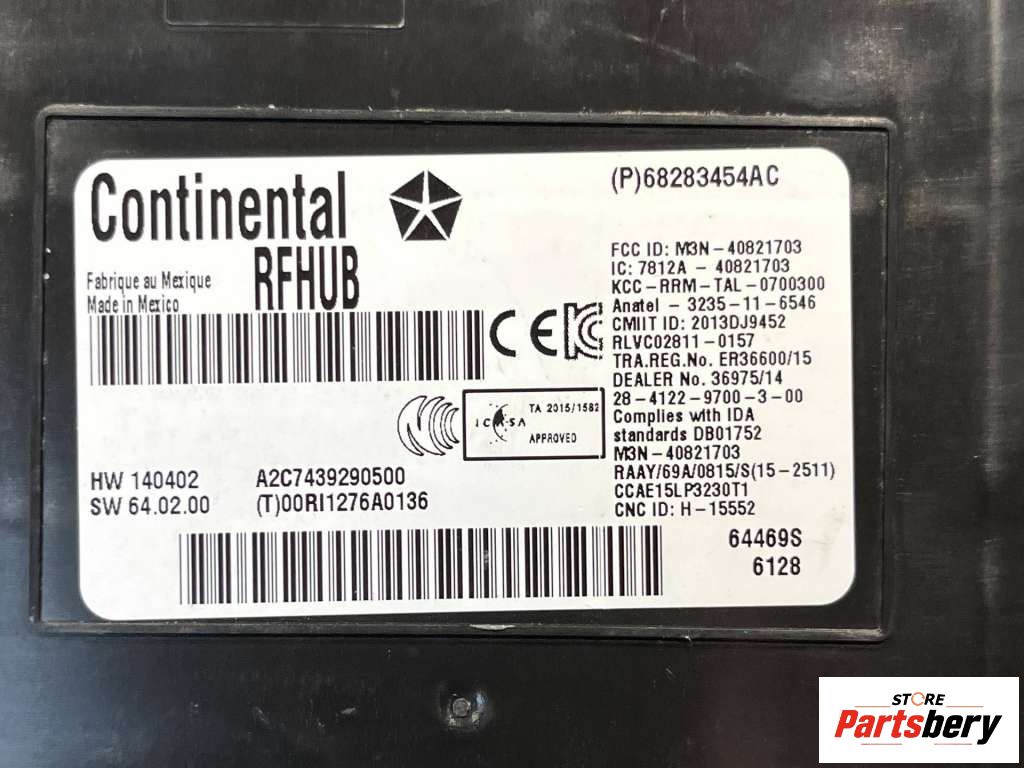 Continental
RFHUB
(P)68283454AC
Fabrique au Mexique
Made in Mexico
FCC ID: M3N-40821703
IC: 7812A - 40821703
KCC-RRM-TAL-0700300
Anatel - 3235-11-6546
CMIIT ID: 2013DJ9452
RLVC02811-0157
TRA.REG.No. ER36600/15
DEALER No. 36975/14
28-4122-9700-3-00
Complies with IDA
standards DB01752
M3N-40821703
RAAY/69A/0815/S(15-2511)
CCAE15LP3230T1
CNC ID: H-15552
CE
ICASA
TA 2015/1582
APPROVED
HW 140402
SW 64.02.00
A2C7439290500
(T)00RI1276A0136
64469S
6128
STORE
Partsbery